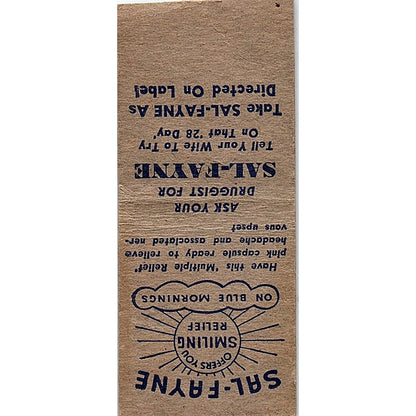 SAL-FAYNE
OFFERS YOU
SMILING
RELIEF
ON BLUE MORNINGS
Have this "Multiple Relief"
pink capsule ready to relieve
headache and associated ner-
vous upset
ASK YOUR
DRUGGIST FOR
SAL-FAYNE
Tell Your Wife To Try
On That '28 Day'
Take SAL-FAYNE As
Directed On Label